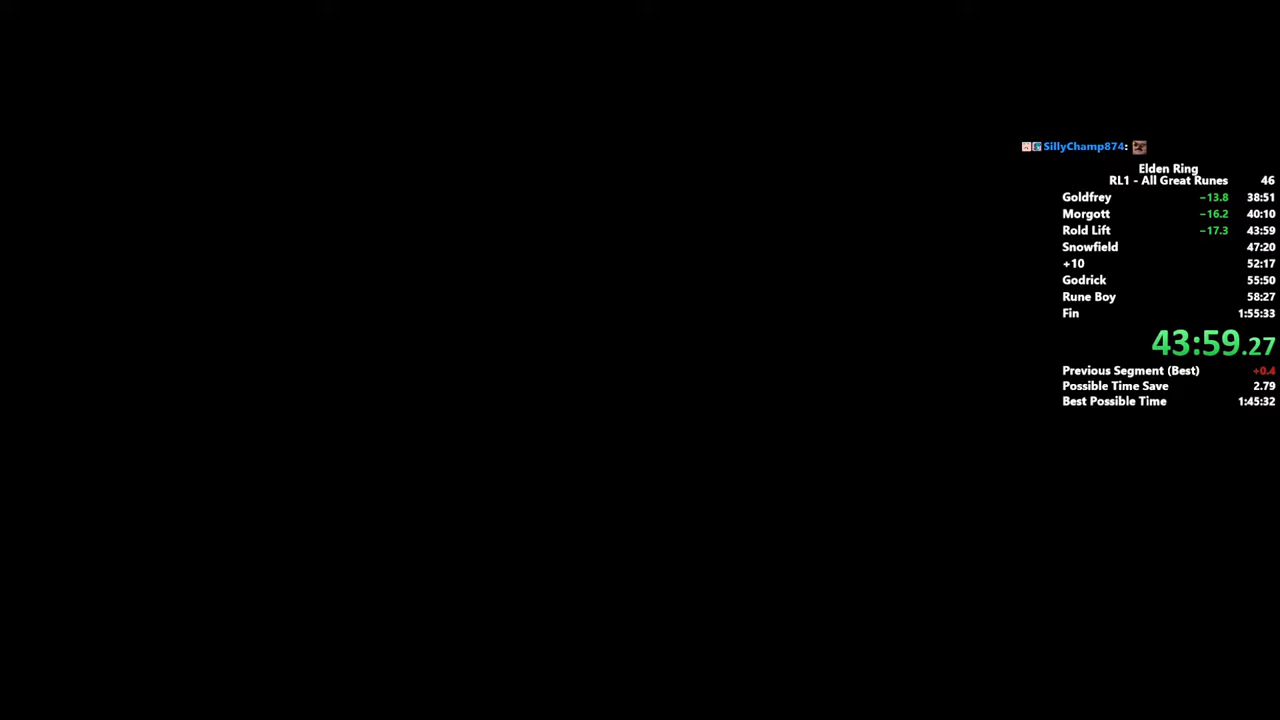 SillyChamp874:
Elden Ring
RL1 - All Great Runes 46
Goldfrey -13.8 38:51
Morgott -16.2 40:10
Rold Lift -17.3 43:59
Snowfield 47:20
+10 52:17
Godrick 55:50
Rune Boy 58:27
Fin 1:55:33
43:59.27
Previous Segment (Best) +0.4
Possible Time Save 2.79
Best Possible Time 1:45:32